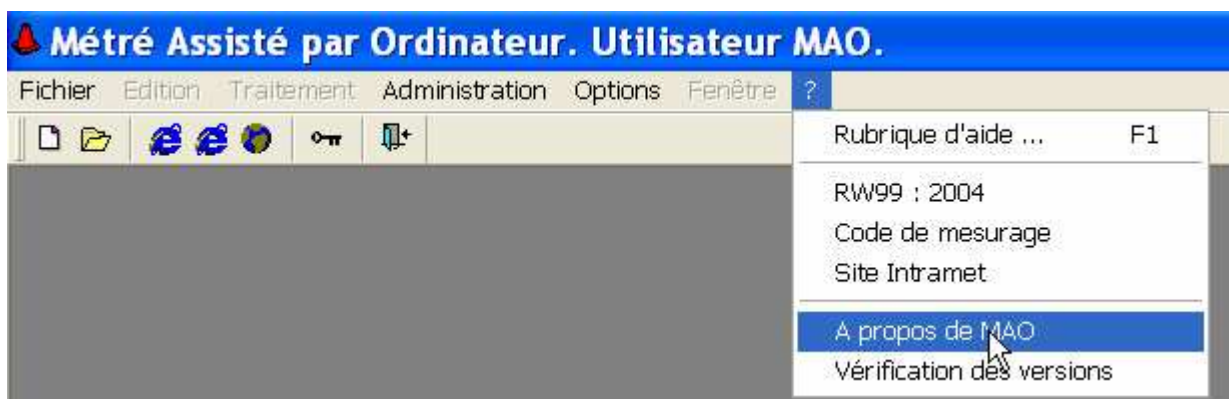 Métré Assisté par Ordinateur. Utilisateur MAO.
Fichier Edition Traitement Administration Options Fenêtre ?
Rubrique d'aide ... F1
RW99 : 2004
Code de mesurage
Site Intramet
A propos de MAO
Vérification des versions